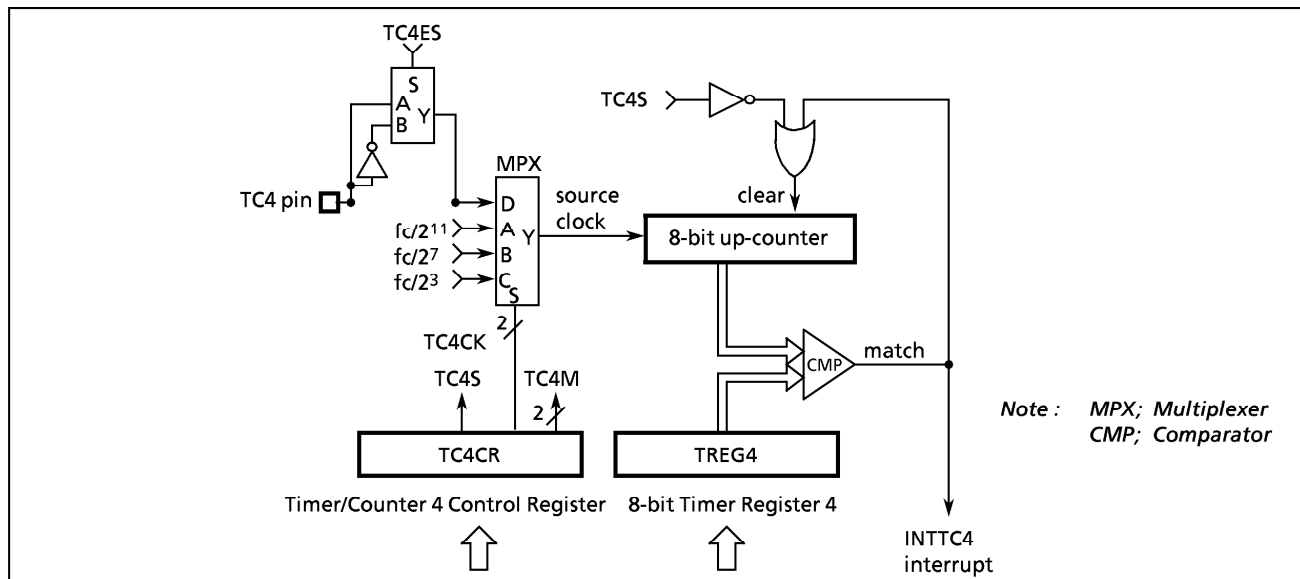 TC4ES
S
A
Y
B
TC4S
MPX
TC4 pin
D
source
clock
clear
fc/2¹¹
A
Y
8-bit up-counter
fc/2⁷
B
fc/2³
C
S
2
TC4CK
CMP
match
TC4S
TC4M
2
Note : MPX; Multiplexer
CMP; Comparator
TC4CR
TREG4
Timer/Counter 4 Control Register
8-bit Timer Register 4
INTTC4
interrupt